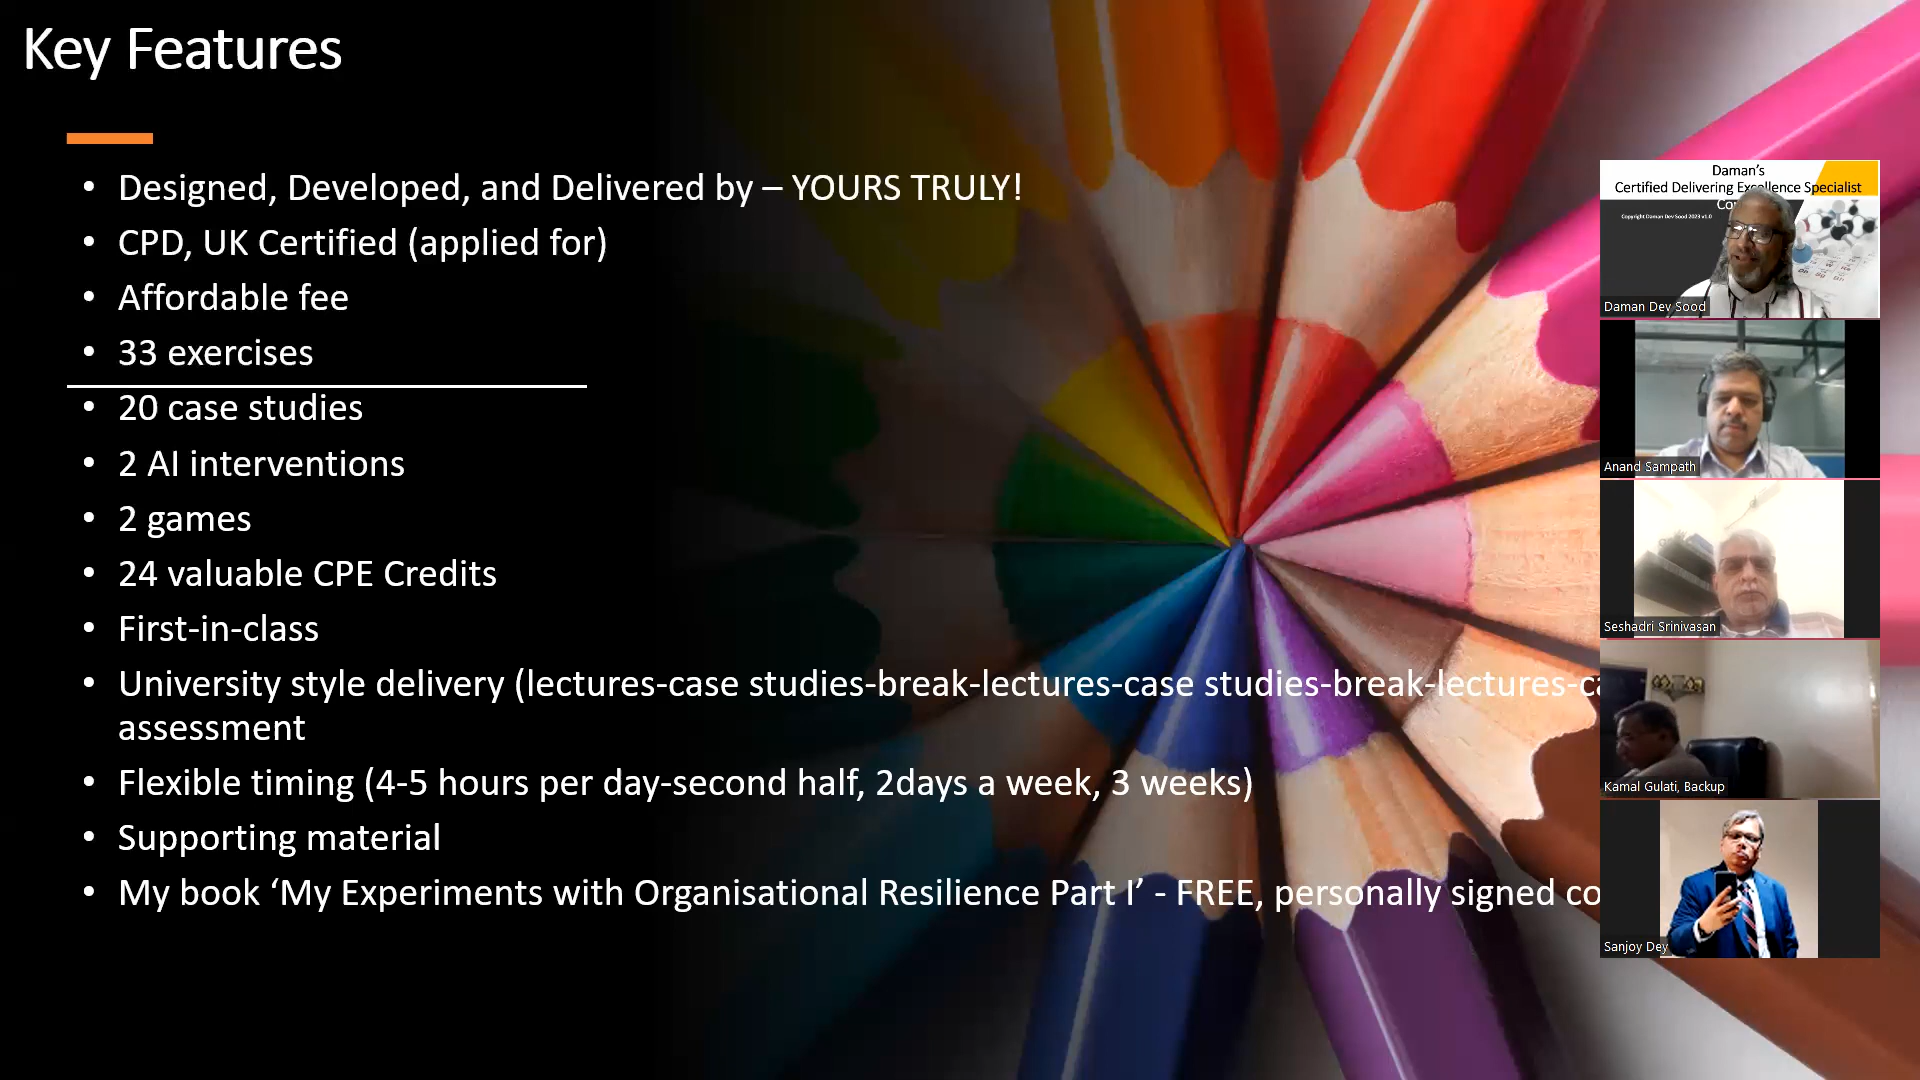 Key Features
• Designed, Developed, and Delivered by – YOURS TRULY!
• CPD, UK Certified (applied for)
• Affordable fee
• 33 exercises
• 20 case studies
• 2 AI interventions
• 2 games
• 24 valuable CPE Credits
• First-in-class
• University style delivery (lectures-case studies-break-lectures-case studies-break-lectures-ca
assessment
• Flexible timing (4-5 hours per day-second half, 2days a week, 3 weeks)
• Supporting material
• My book ‘My Experiments with Organisational Resilience Part I’ - FREE, personally signed co
Daman’s
Certified Delivering Excellence Specialist
Co
Copyright Daman Dev Sood 2023 v1.0
Daman Dev Sood
Anand Sampath
Seshadri Srinivasan
Kamal Gulati, Backup
Sanjoy Dey